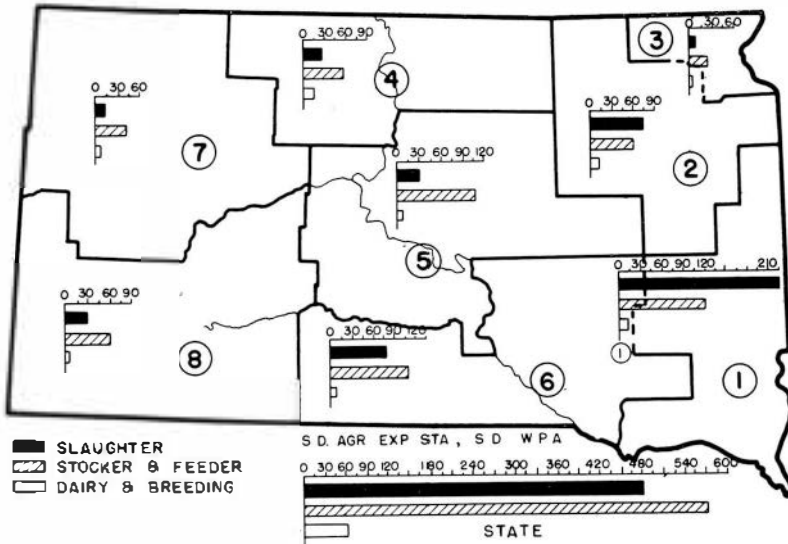 0 30 60
3
0 30 60 90
4
0 30 60
0 30 60 90
7
2
0 30 60 90 120
5
0 30 60 90 120 210
0 30 60 90
8
0 30 60 90 120
1
6
1
SLAUGHTER
STOCKER & FEEDER
DAIRY & BREEDING
S D. AGR EXP STA , S D WPA
0 30 60 90 120 180 240 300 360 420 480 540 600
STATE